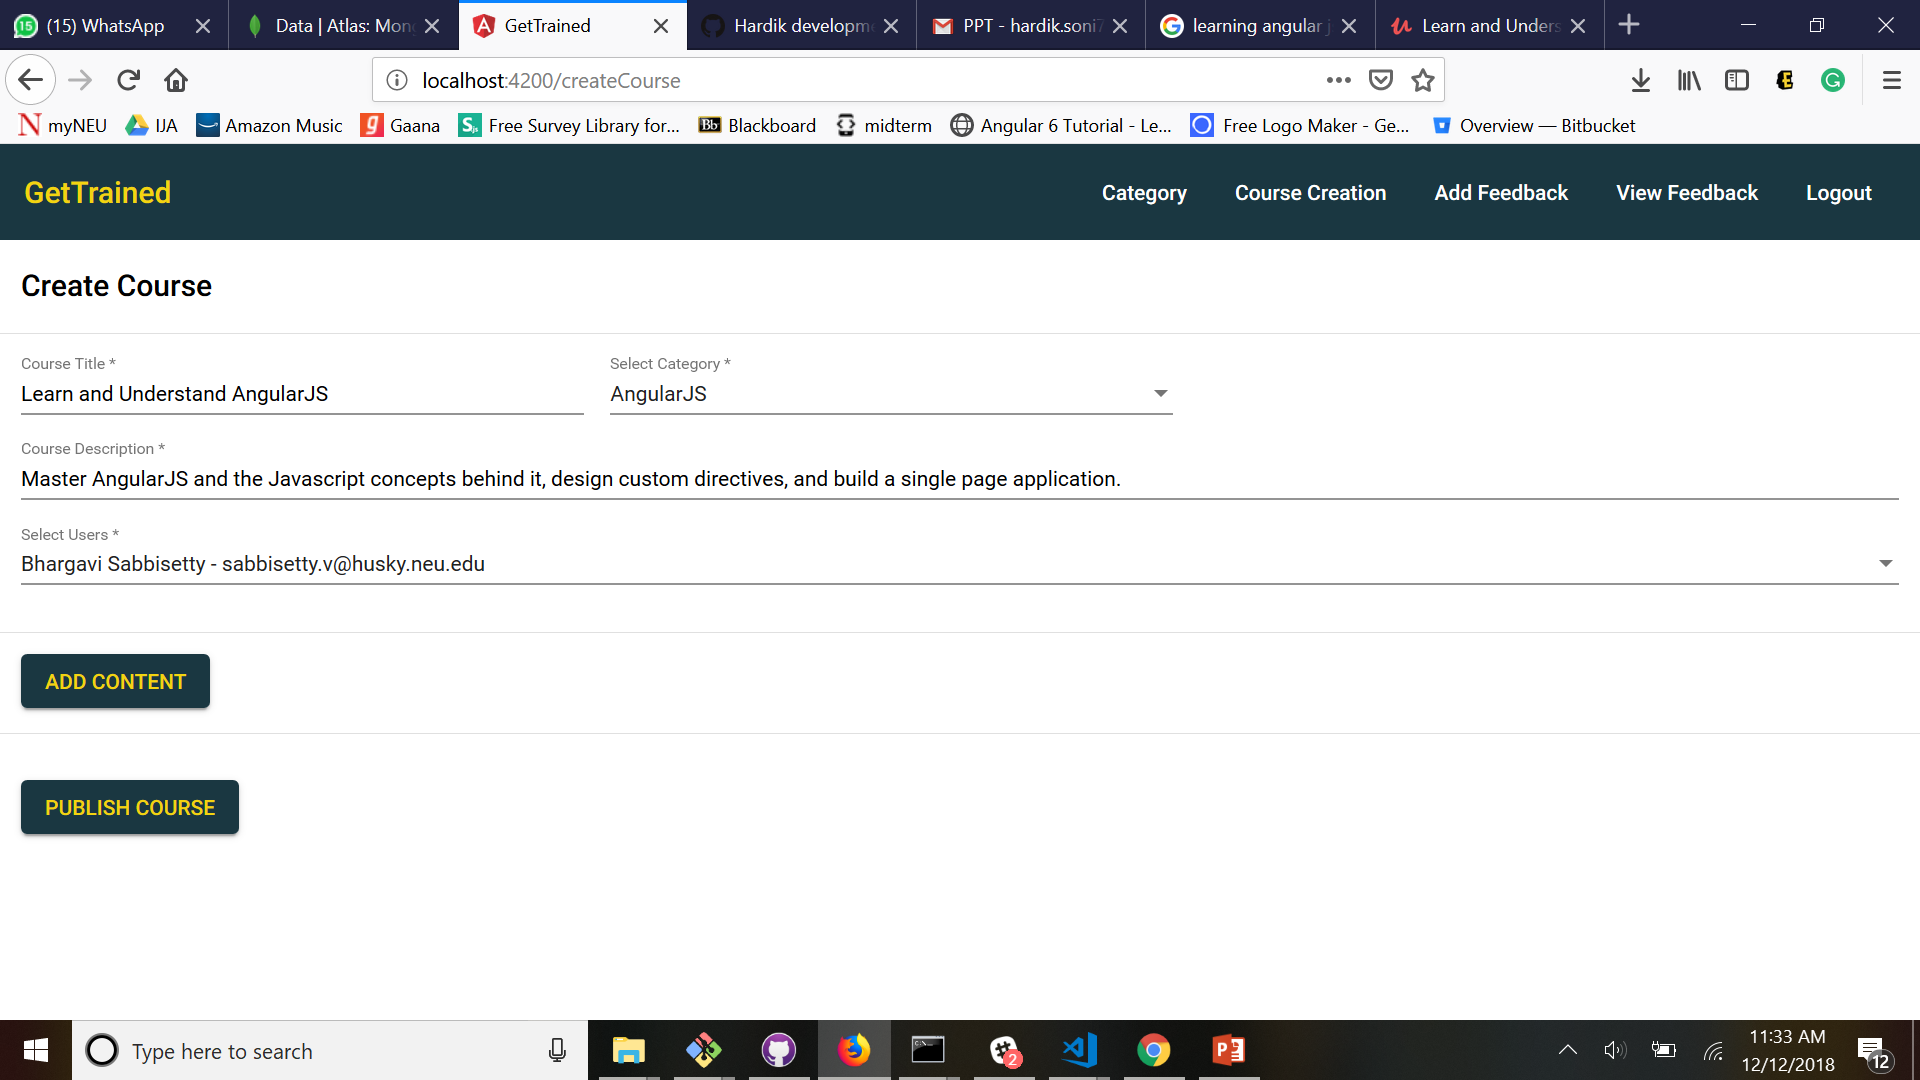 (15) WhatsApp
Data | Atlas: Mon
GetTrained
Hardik developm
PPT - hardik.soni7
learning angular j
Learn and Unders
localhost:4200/createCourse
myNEU
IJA
Amazon Music
Gaana
Free Survey Library for...
Blackboard
midterm
Angular 6 Tutorial - Le...
Free Logo Maker - Ge...
Overview — Bitbucket
GetTrained
Category
Course Creation
Add Feedback
View Feedback
Logout
Create Course
Course Title *
Select Category *
Learn and Understand AngularJS
AngularJS
Course Description *
Master AngularJS and the Javascript concepts behind it, design custom directives, and build a single page application.
Select Users *
Bhargavi Sabbisetty - sabbisetty.v@husky.neu.edu
ADD CONTENT
PUBLISH COURSE
Type here to search
2
11:33 AM
12/12/2018
12